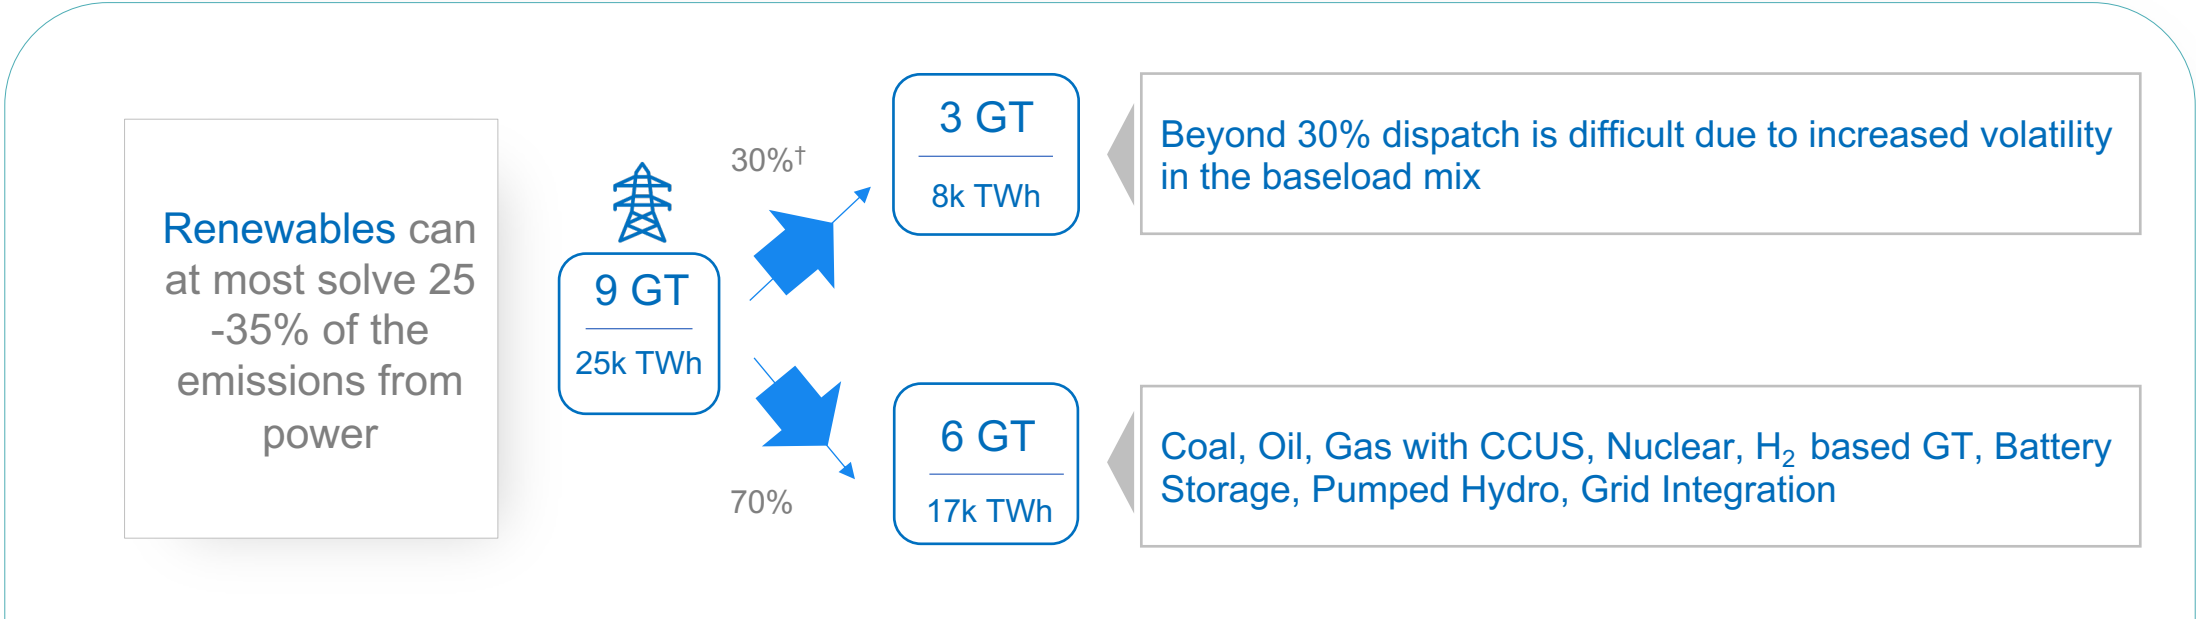 Renewables can
at most solve 25
-35% of the
emissions from
power
9 GT
25k TWh
30%†
3 GT
8k TWh
Beyond 30% dispatch is difficult due to increased volatility
in the baseload mix
70%
6 GT
17k TWh
Coal, Oil, Gas with CCUS, Nuclear, H₂ based GT, Battery
Storage, Pumped Hydro, Grid Integration